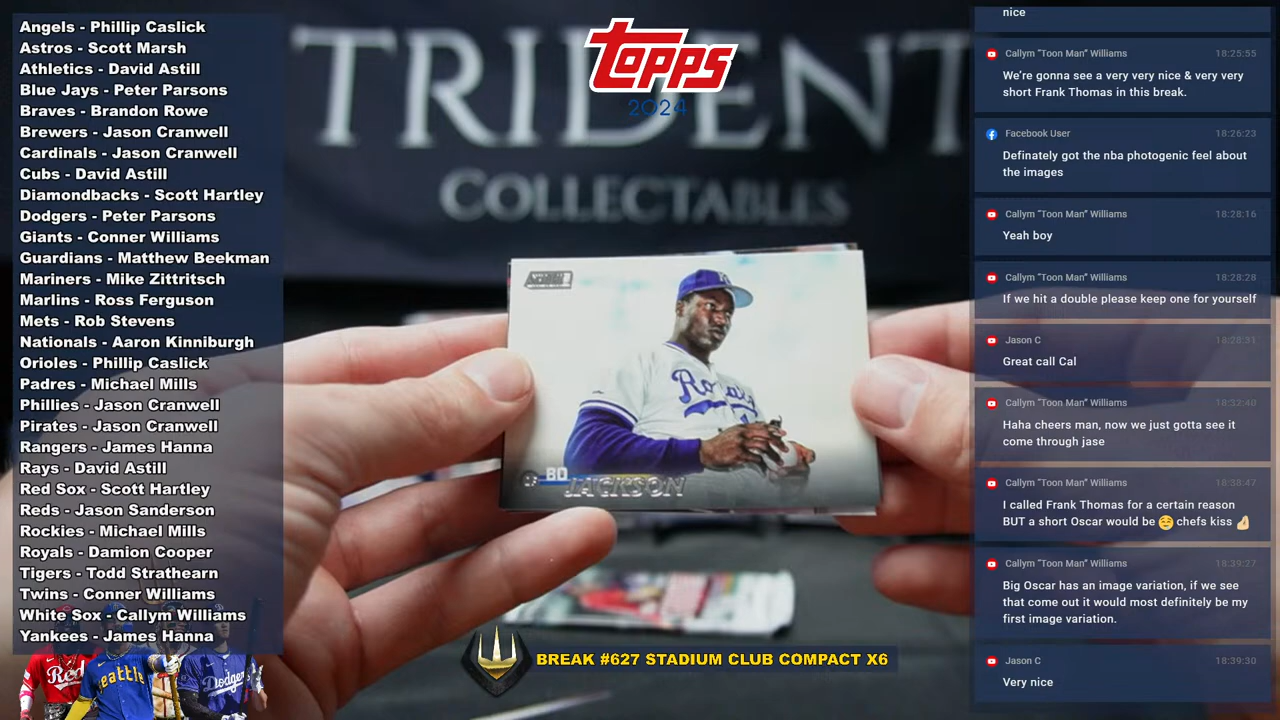 Angels - Phillip Caslick
Astros - Scott Marsh
Athletics - David Astill
Blue Jays - Peter Parsons
Braves - Brandon Rowe
Brewers - Jason Cranwell
Cardinals - Jason Cranwell
Cubs - David Astill
Diamondbacks - Scott Hartley
Dodgers - Peter Parsons
Giants - Conner Williams
Guardians - Matthew Beekman
Mariners - Mike Zittritsch
Marlins - Ross Ferguson
Mets - Rob Stevens
Nationals - Aaron Kinniburgh
Orioles - Phillip Caslick
Padres - Michael Mills
Phillies - Jason Cranwell
Pirates - Jason Cranwell
Rangers - James Hanna
Rays - David Astill
Red Sox - Scott Hartley
Reds - Jason Sanderson
Rockies - Michael Mills
Royals - Damion Cooper
Tigers - Todd Strathearn
Twins - Conner Williams
White Sox - Callym Williams
Yankees - James Hanna
Reds
Seattle
Dodgers
TRIDENT
COLLECTABLES
topps
2024
Royals
OF BO
JACKSON
BREAK #627 STADIUM CLUB COMPACT X6
nice
Callym "Toon Man" Williams 18:25:55
We're gonna see a very very nice & very very
short Frank Thomas in this break.
Facebook User 18:26:23
Definately got the nba photogenic feel about
the images
Callym "Toon Man" Williams 18:28:16
Yeah boy
Callym "Toon Man" Williams 18:28:28
If we hit a double please keep one for yourself
Jason C 18:28:31
Great call Cal
Callym "Toon Man" Williams 18:32:40
Haha cheers man, now we just gotta see it
come through jase
Callym "Toon Man" Williams 18:38:47
I called Frank Thomas for a certain reason
BUT a short Oscar would be ☺️ chefs kiss 🤌
Callym "Toon Man" Williams 18:39:27
Big Oscar has an image variation, if we see
that come out it would most definitely be my
first image variation.
Jason C 18:39:30
Very nice